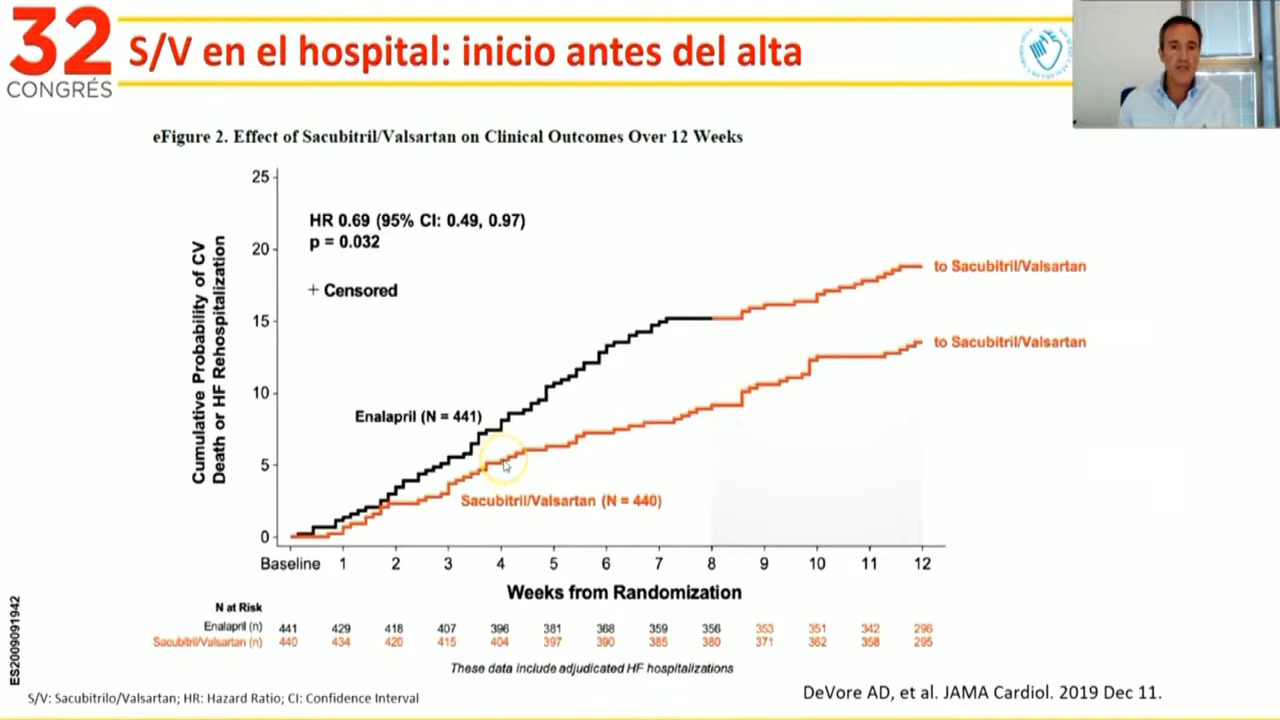 32
CONGRÉS
S/V en el hospital: inicio antes del alta
eFigure 2. Effect of Sacubitril/Valsartan on Clinical Outcomes Over 12 Weeks
Cumulative Probability of CV
Death or HF Rehospitalization
25
20
15
10
5
0
HR 0.69 (95% CI: 0.49, 0.97)
p = 0.032
+ Censored
to Sacubitril/Valsartan
to Sacubitril/Valsartan
Enalapril (N = 441)
Sacubitril/Valsartan (N = 440)
Baseline 1 2 3 4 5 6 7 8 9 10 11 12
Weeks from Randomization
N at Risk
Enalapril (n) 441 429 418 407 396 381 368 359 356 353 351 342 296
Sacubitril/Valsartan (n) 440 434 420 415 404 397 390 385 380 371 362 358 295
These data include adjudicated HF hospitalizations
ES2009091942
S/V: Sacubitrilo/Valsartan; HR: Hazard Ratio; CI: Confidence Interval
DeVore AD, et al. JAMA Cardiol. 2019 Dec 11.